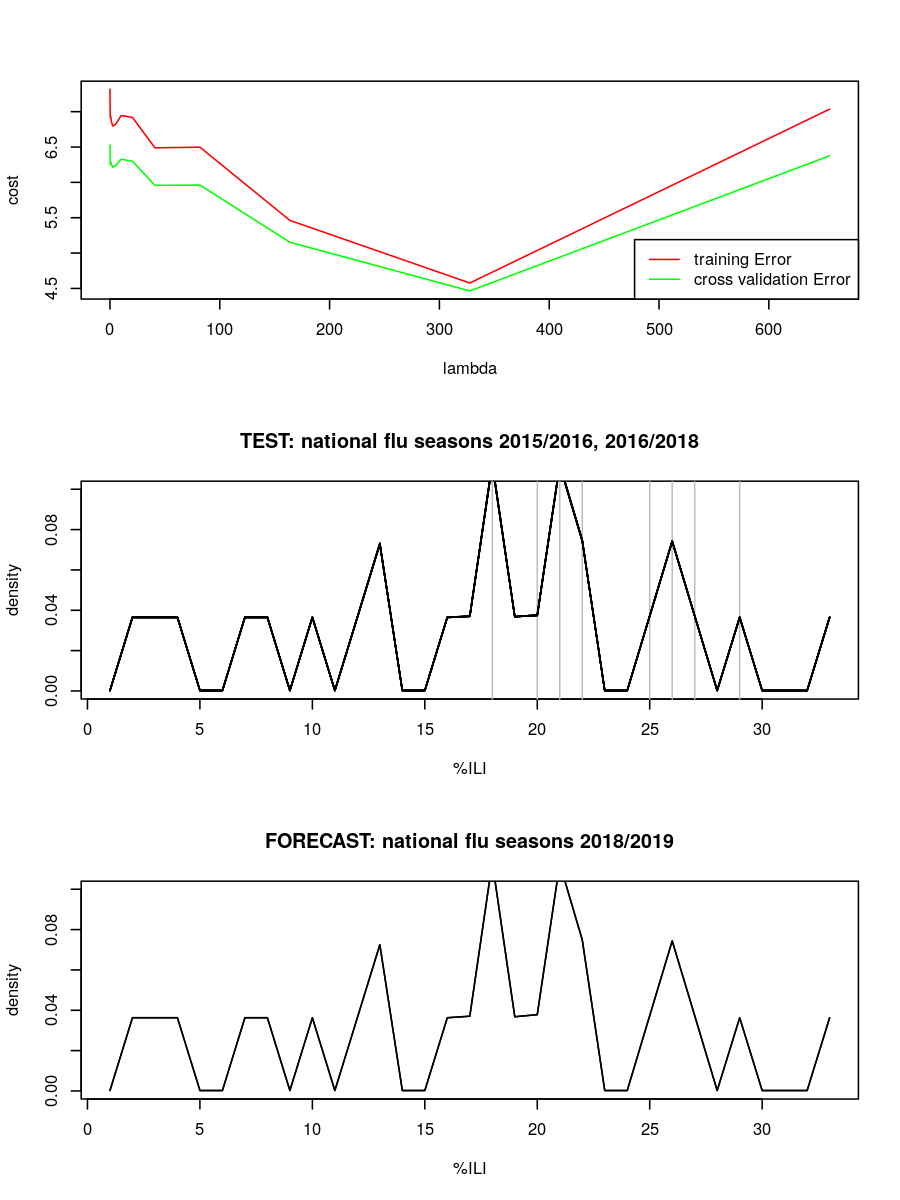 6.5
5.5
4.5
cost
training Error
cross validation Error
0 100 200 300 400 500 600
lambda
TEST: national flu seasons 2015/2016, 2016/2018
0.08
0.04
0.00
density
0 5 10 15 20 25 30
%ILI
FORECAST: national flu seasons 2018/2019
0.08
0.04
0.00
density
0 5 10 15 20 25 30
%ILI